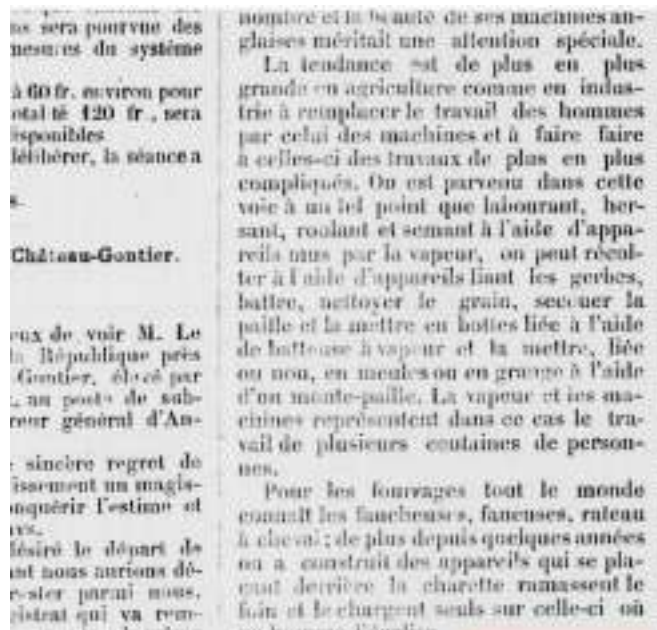 ns sera pourvue des
mesures du système
à 60 fr. environ pour
otal té 120 fr., sera
isponibles
délibérer, la séance a
s.
Château-Gontier.
eux de voir M. Le
la République près
Gontier, élevé par
, au poste de sub-
reur général d'An-
sincère regret de
issement un magis-
nquérir l'estime et
ays.
désiré le départ de
nt nous aurions dé-
r-ster parmi nous.
istrat qui va rem-
nombre et la beauté de ses machines an-
glaises méritait une attention spéciale.
La tendance est de plus en plus
grande en agriculture comme en indus-
trie à remplacer le travail des hommes
par celui des machines et à faire faire
à celles-ci des travaux de plus en plus
compliqués. On est parvenu dans cette
voie à un tel point que labourant, her-
sant, roulant et semant à l'aide d'appa-
reils mus par la vapeur, on peut récol-
ter à l'aide d'appareils liant les gerbes,
battre, nettoyer le grain, secouer la
paille et la mettre en bottes liée à l'aide
de batteuse à vapeur et la mettre, liée
ou non, en meules ou en grange à l'aide
d'un monte-paille. La vapeur et les ma-
chines représentent dans ce cas le tra-
vail de plusieurs centaines de person-
nes.
Pour les fourrages tout le monde
connaît les faucheuses, faneuses, rateau
à cheval ; de plus depuis quelques années
on a construit des appareils qui se pla-
çant derrière la charette ramassent le
foin et le chargent seuls sur celle-ci où